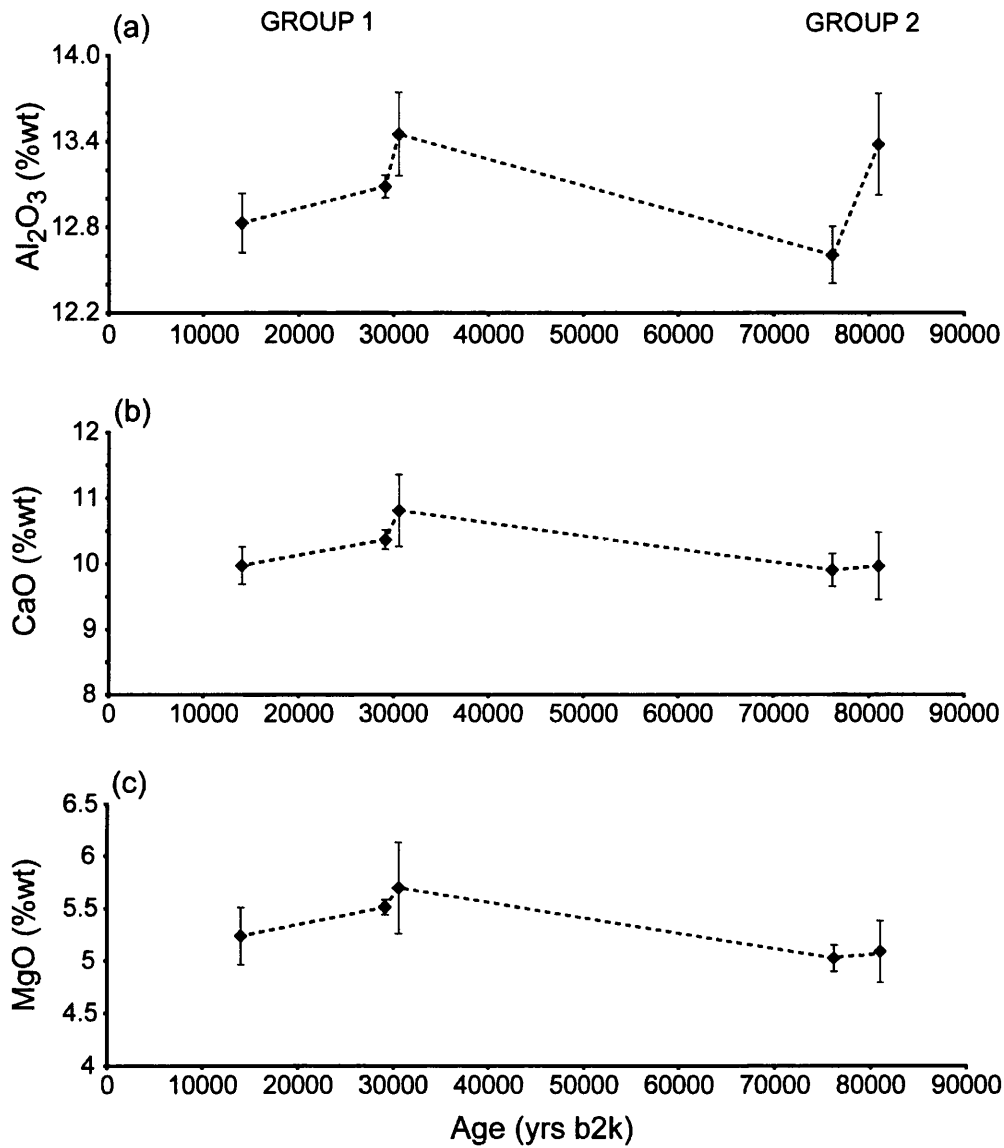 (a) GROUP 1 GROUP 2
14.0
13.4
12.8
12.2
Al₂O₃ (%wt)
0 10000 20000 30000 40000 50000 60000 70000 80000 90000
(b)
12
11
10
9
8
CaO (%wt)
0 10000 20000 30000 40000 50000 60000 70000 80000 90000
(c)
6.5
6
5.5
5
4.5
4
MgO (%wt)
0 10000 20000 30000 40000 50000 60000 70000 80000 90000
Age (yrs b2k)